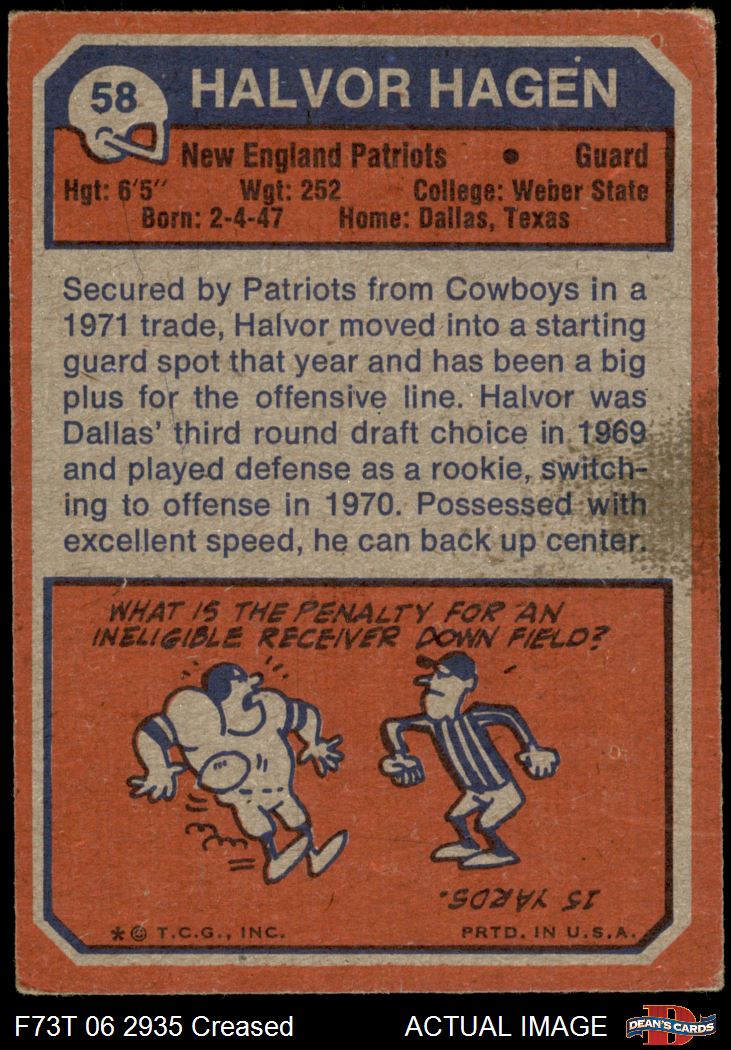 58
HALVOR HAGEN
New England Patriots • Guard
Hgt: 6'5" Wgt: 252 College: Weber State
Born: 2-4-47 Home: Dallas, Texas
Secured by Patriots from Cowboys in a
1971 trade, Halvor moved into a starting
guard spot that year and has been a big
plus for the offensive line. Halvor was
Dallas' third round draft choice in 1969
and played defense as a rookie, switch-
ing to offense in 1970. Possessed with
excellent speed, he can back up center.
WHAT IS THE PENALTY FOR AN
INELIGIBLE RECEIVER DOWN FIELD?
15 YARDS.
* © T.C.G., INC. PRTD. IN U.S.A.
F73T 06 2935 Creased ACTUAL IMAGE
D
DEAN'S CARDS